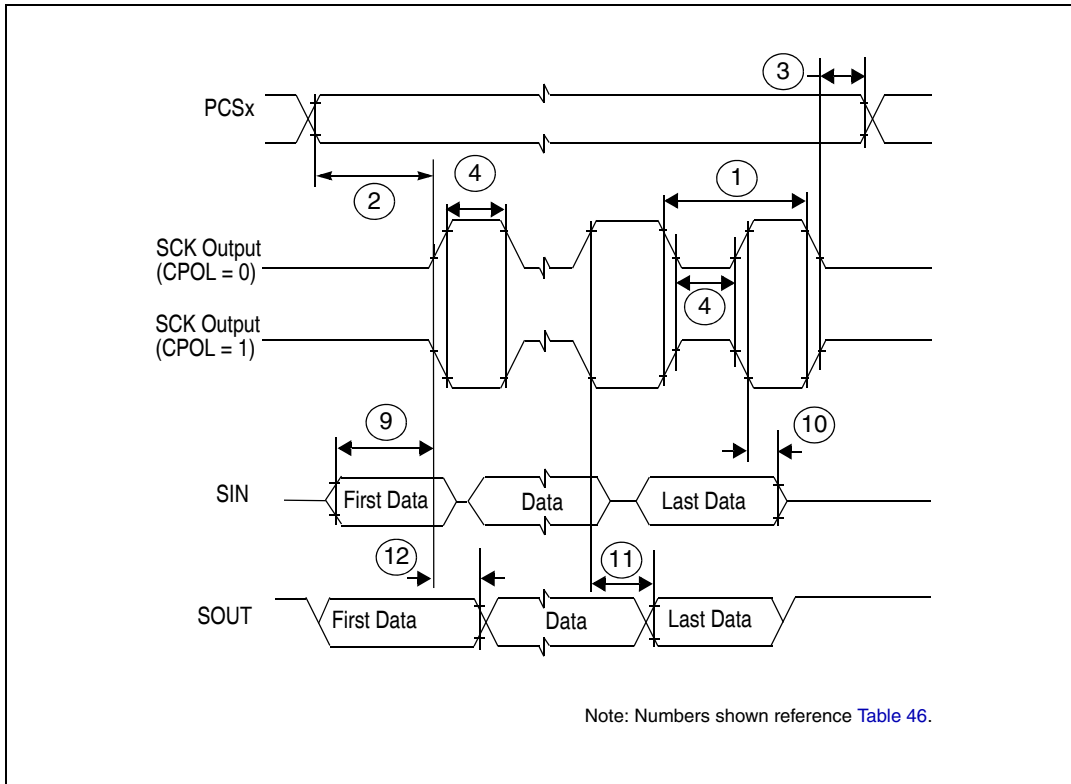 3
PCSx
2
4
1
SCK Output
(CPOL = 0)
4
SCK Output
(CPOL = 1)
9
10
SIN
First Data
Data
Last Data
12
11
SOUT
First Data
Data
Last Data
Note: Numbers shown reference Table 46.